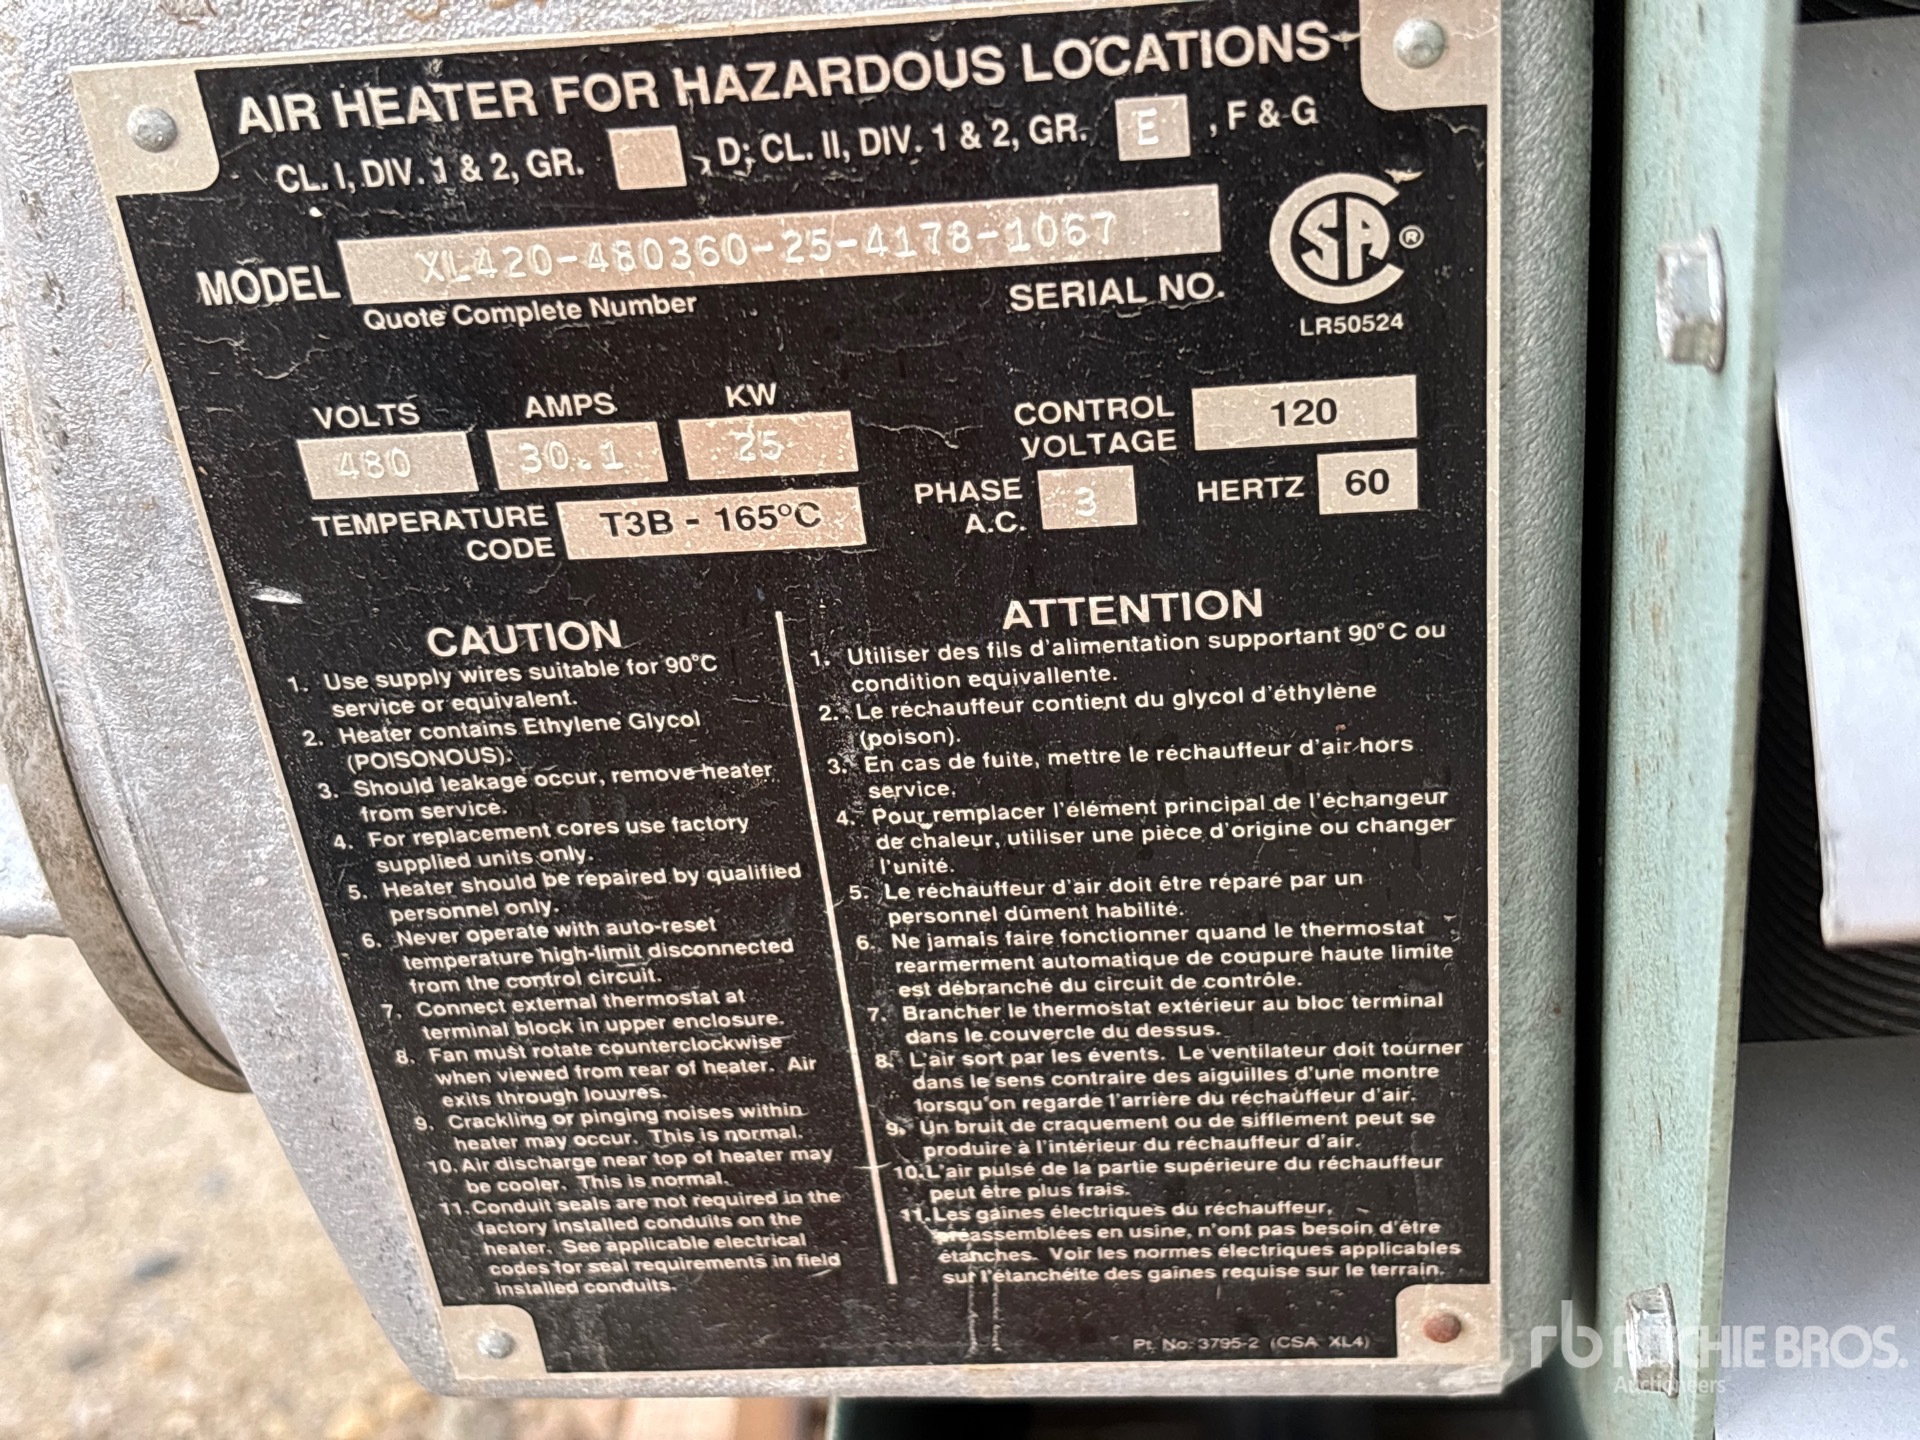 AIR HEATER FOR HAZARDOUS LOCATIONS
CL. I, DIV. 1 & 2, GR. , D; CL. II, DIV. 1 & 2, GR. E , F & G
MODEL XL420-480360-25-4178-1067
Quote Complete Number
SERIAL NO.
CSA ®
LR50524
VOLTS AMPS KW
480 30.1 25
CONTROL VOLTAGE 120
TEMPERATURE CODE T3B - 165°C
PHASE A.C. 3 HERTZ 60
CAUTION
1. Use supply wires suitable for 90°C
service or equivalent.
2. Heater contains Ethylene Glycol
(POISONOUS).
3. Should leakage occur, remove heater
from service.
4. For replacement cores use factory
supplied units only.
5. Heater should be repaired by qualified
personnel only.
6. Never operate with auto-reset
temperature high-limit disconnected
from the control circuit.
7. Connect external thermostat at
terminal block in upper enclosure.
8. Fan must rotate counterclockwise
when viewed from rear of heater. Air
exits through louvres.
9. Crackling or pinging noises within
heater may occur. This is normal.
10. Air discharge near top of heater may
be cooler. This is normal.
11. Conduit seals are not required in the
factory installed conduits on the
heater. See applicable electrical
codes for seal requirements in field
installed conduits.
ATTENTION
1. Utiliser des fils d'alimentation supportant 90°C ou
condition equivallente.
2. Le réchauffeur contient du glycol d'éthylène
(poison).
3. En cas de fuite, mettre le réchauffeur d'air hors
service.
4. Pour remplacer l'élément principal de l'échangeur
de chaleur, utiliser une pièce d'origine ou changer
l'unité.
5. Le réchauffeur d'air doit être réparé par un
personnel dûment habilité.
6. Ne jamais faire fonctionner quand le thermostat
rearmerment automatique de coupure haute limite
est débranché du circuit de contrôle.
7. Brancher le thermostat extérieur au bloc terminal
dans le couvercle du dessus.
8. L'air sort par les évents. Le ventilateur doit tourner
dans le sens contraire des aiguilles d'une montre
lorsqu'on regarde l'arrière du réchauffeur d'air.
9. Un bruit de craquement ou de sifflement peut se
produire à l'intérieur du réchauffeur d'air.
10. L'air pulsé de la partie supérieure du réchauffeur
peut être plus frais.
11. Les gaines électriques du réchauffeur,
préassemblées en usine, n'ont pas besoin d'être
étanches. Voir les normes électriques applicables
sur l'étanchéite des gaines requise sur le terrain.
Pt. No. 3795-2 (CSA XL4)
rb RITCHIE BROS.
Auctioneers